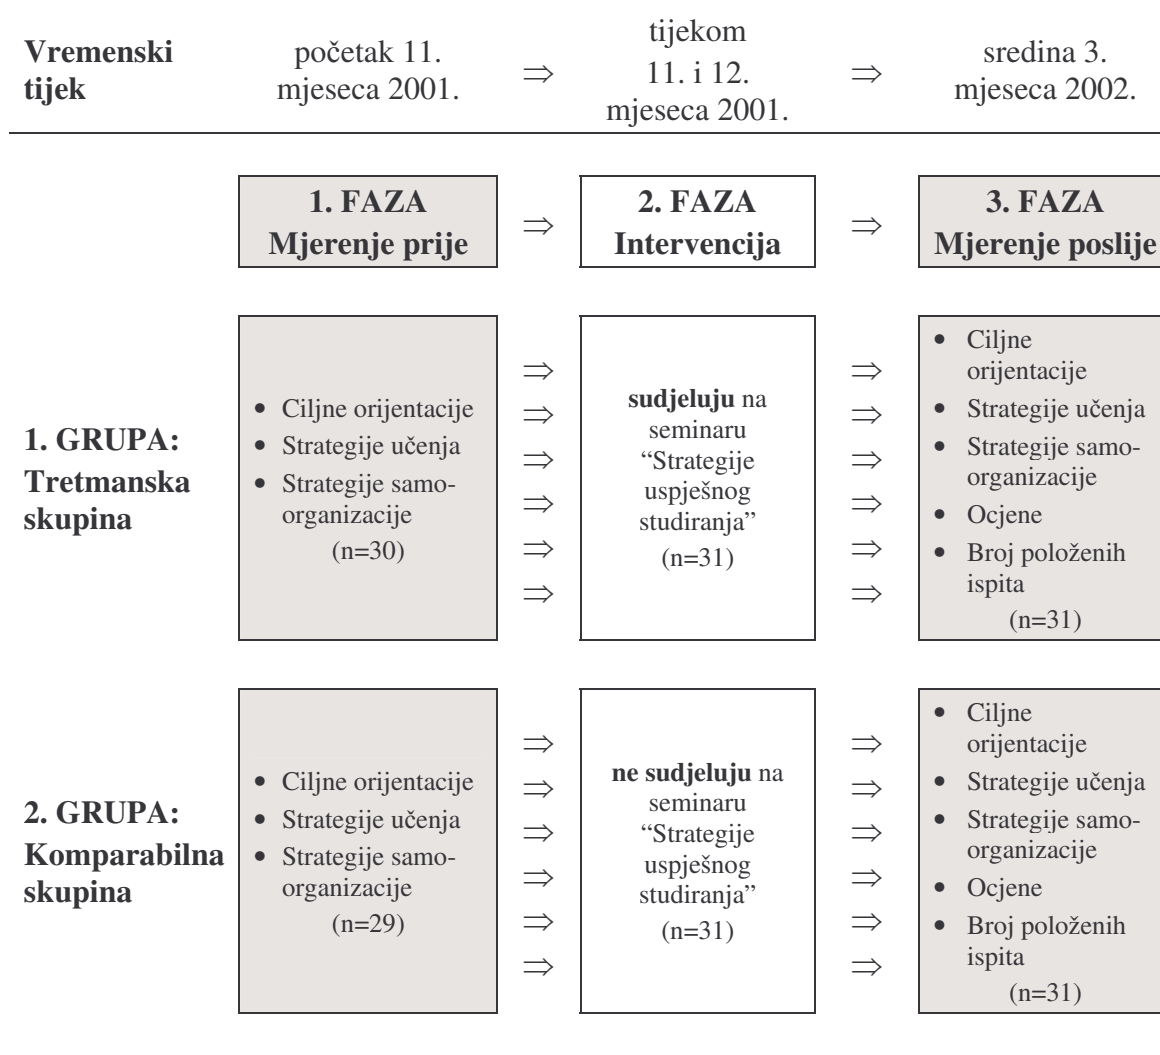 Vremenski
tijek
početak 11.
mjeseca 2001.
⇒
tijekom
11. i 12.
mjeseca 2001.
⇒
sredina 3.
mjeseca 2002.
1. FAZA
Mjerenje prije
⇒
2. FAZA
Intervencija
⇒
3. FAZA
Mjerenje poslije
1. GRUPA:
Tretmanska
skupina
• Ciljne orijentacije
• Strategije učenja
• Strategije samo-
organizacije
(n=30)
⇒
⇒
⇒
⇒
⇒
⇒
sudjeluju na
seminaru
“Strategije
uspješnog
studiranja”
(n=31)
⇒
⇒
⇒
⇒
⇒
⇒
• Ciljne
orijentacije
• Strategije učenja
• Strategije samo-
organizacije
• Ocjene
• Broj položenih
ispita
(n=31)
2. GRUPA:
Komparabilna
skupina
• Ciljne orijentacije
• Strategije učenja
• Strategije samo-
organizacije
(n=29)
⇒
⇒
⇒
⇒
⇒
⇒
ne sudjeluju na
seminaru
“Strategije
uspješnog
studiranja”
(n=31)
⇒
⇒
⇒
⇒
⇒
⇒
• Ciljne
orijentacije
• Strategije učenja
• Strategije samo-
organizacije
• Ocjene
• Broj položenih
ispita
(n=31)